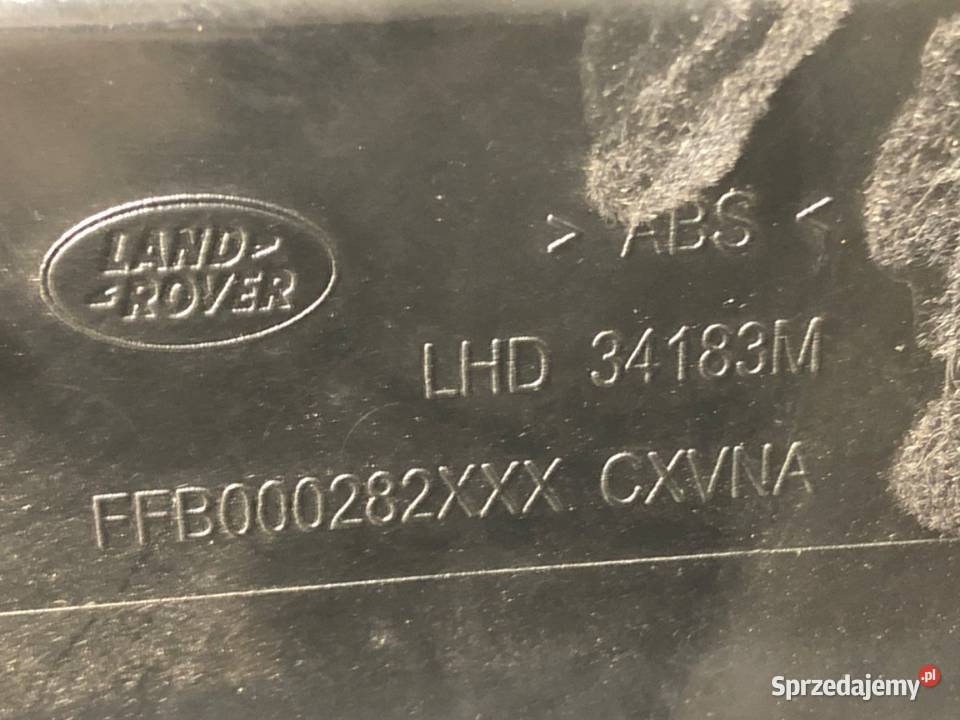 LAND
ROVER
> ABS <
LHD 34183M
FFB000282XXX CXVNA
Sprzedajemy.pl